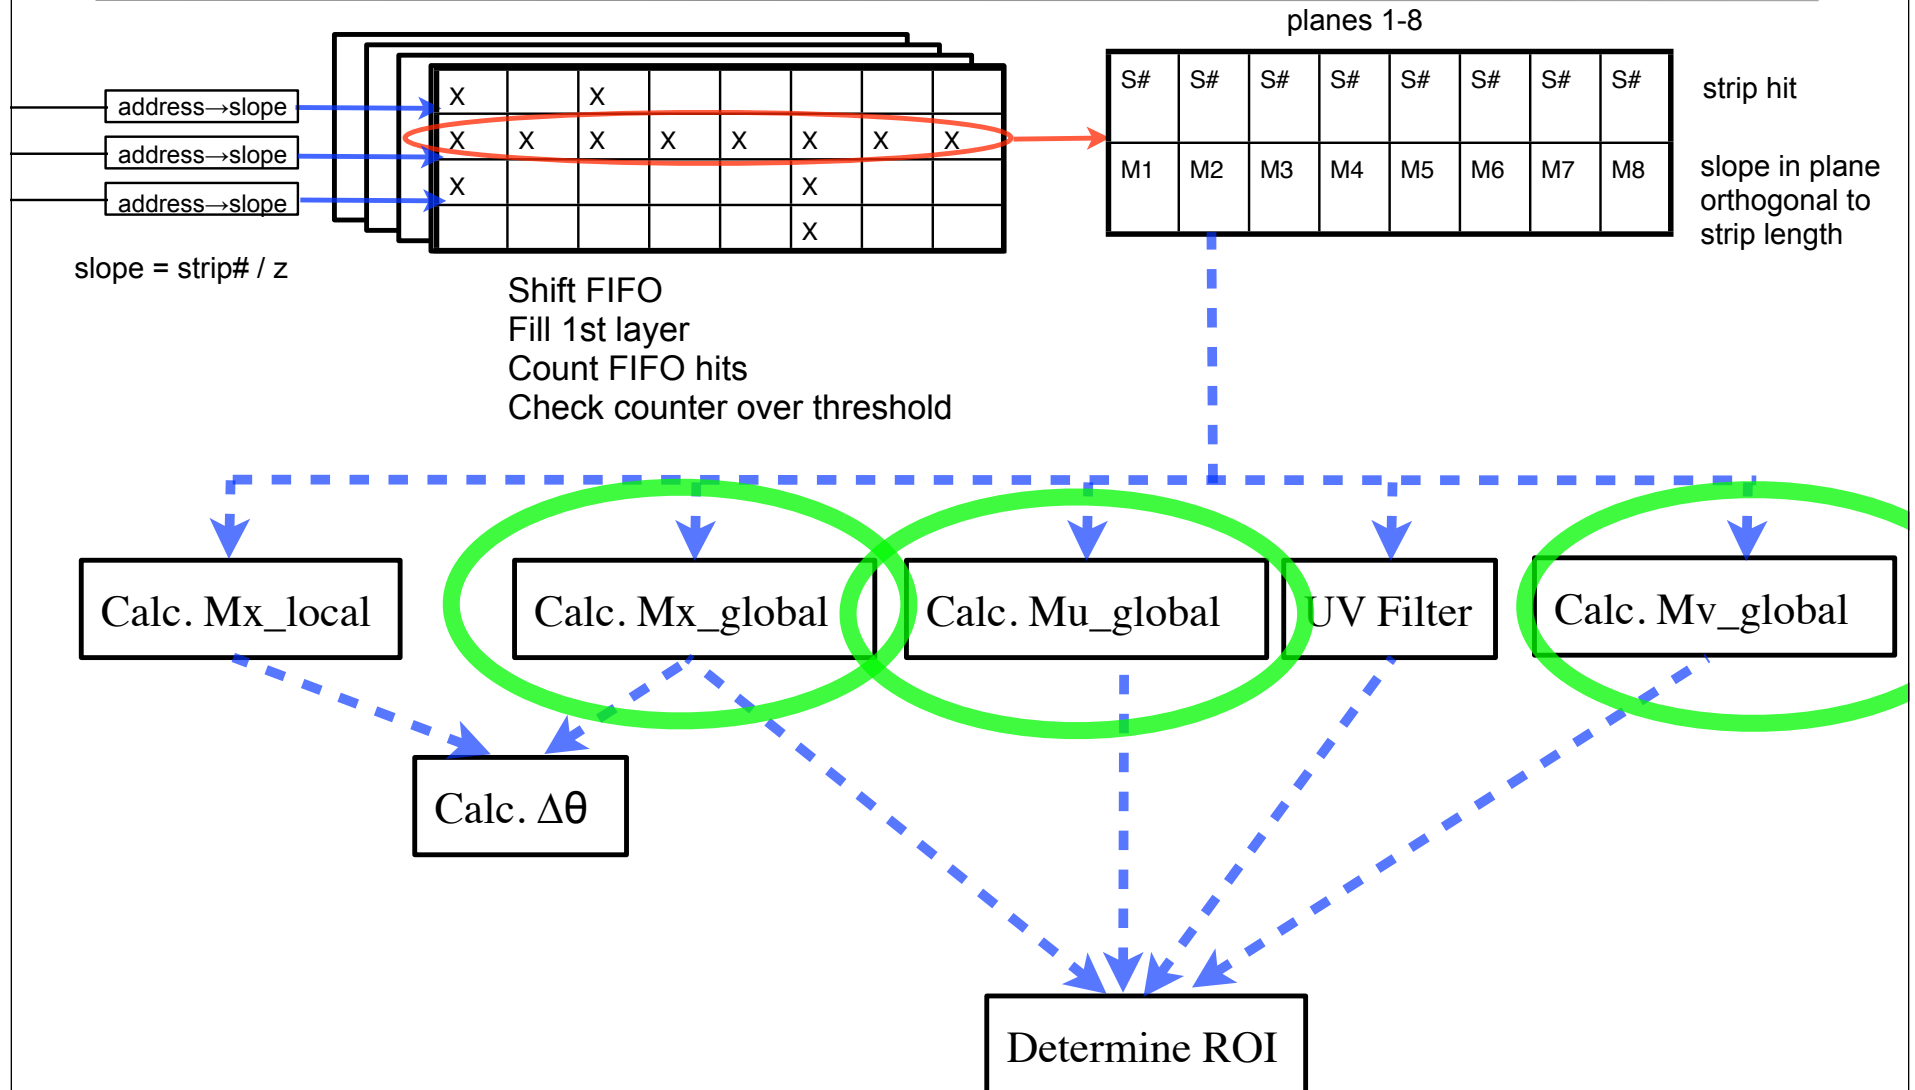 planes 1-8
address→slope
address→slope
address→slope
slope = strip# / z
X X
X X X X X X X X
X X
X
S# S# S# S# S# S# S# S#
strip hit
M1 M2 M3 M4 M5 M6 M7 M8
slope in plane
orthogonal to
strip length
Shift FIFO
Fill 1st layer
Count FIFO hits
Check counter over threshold
Calc. Mx_local
Calc. Mx_global
Calc. Mu_global
UV Filter
Calc. Mv_global
Calc. Δθ
Determine ROI